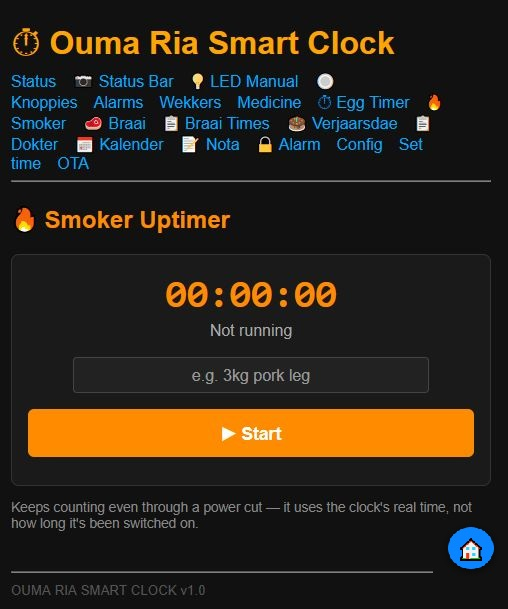 ⏱ Ouma Ria Smart Clock
Status 📷 Status Bar 💡 LED Manual 🔘
Knoppies Alarms Wekkers Medicine ⏱ Egg Timer 🔥
Smoker 🥩 Braai 📋 Braai Times 🎂 Verjaarsdae 📋
Dokter 📅 Kalender 📝 Nota 🔒 Alarm Config Set
time OTA
🔥 Smoker Uptimer
00:00:00
Not running
e.g. 3kg pork leg
▶ Start
Keeps counting even through a power cut — it uses the clock's real time, not
how long it's been switched on.
🏠
OUMA RIA SMART CLOCK v1.0